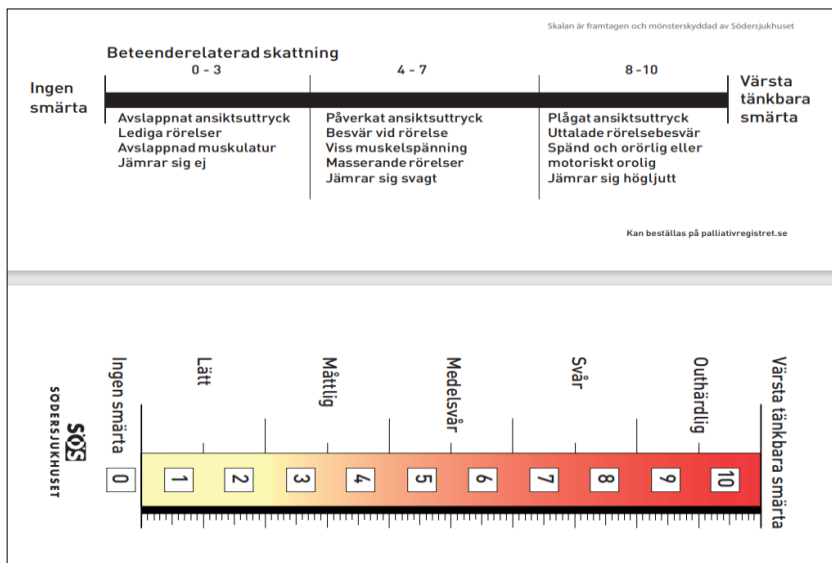 Skalan är framtagen och mönsterskyddad av Södersjukhuset
Beteenderelaterad skattning
0 - 3
4 - 7
8 -10
Ingen
smärta
Värsta
tänkbara
smärta
Avslappnat ansiktsuttryck
Lediga rörelser
Avslappnad muskulatur
Jämrar sig ej
Påverkat ansiktsuttryck
Besvär vid rörelse
Viss muskelspänning
Masserande rörelser
Jämrar sig svagt
Plågat ansiktsuttryck
Uttalade rörelsebesvär
Spänd och orörlig eller
motoriskt orolig
Jämrar sig högljutt
Kan beställas på palliativregistret.se
SÖS
SÖDERSJUKHUSET
Ingen smärta
Lätt
Måttlig
Medelsvår
Svår
Outhärdlig
Värsta tänkbara smärta
0
1
2
3
4
5
6
7
8
9
10